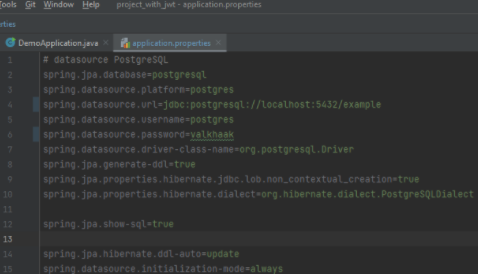 Tools Git Window Help project_with_jwt - application.properties
erties
DemoApplication.java × application.properties ×
1 # datasource PostgreSQL
2 spring.jpa.database=postgresql
3 spring.datasource.platform=postgres
4 spring.datasource.url=jdbc:postgresql://localhost:5432/example
5 spring.datasource.username=postgres
6 spring.datasource.password=valkhaak
7 spring.datasource.driver-class-name=org.postgresql.Driver
8 spring.jpa.generate-ddl=true
9 spring.jpa.properties.hibernate.jdbc.lob.non_contextual_creation=true
10 spring.jpa.properties.hibernate.dialect=org.hibernate.dialect.PostgreSQLDialect
11
12 spring.jpa.show-sql=true
13
14 spring.jpa.hibernate.ddl-auto=update
15 spring.datasource.initialization-mode=always